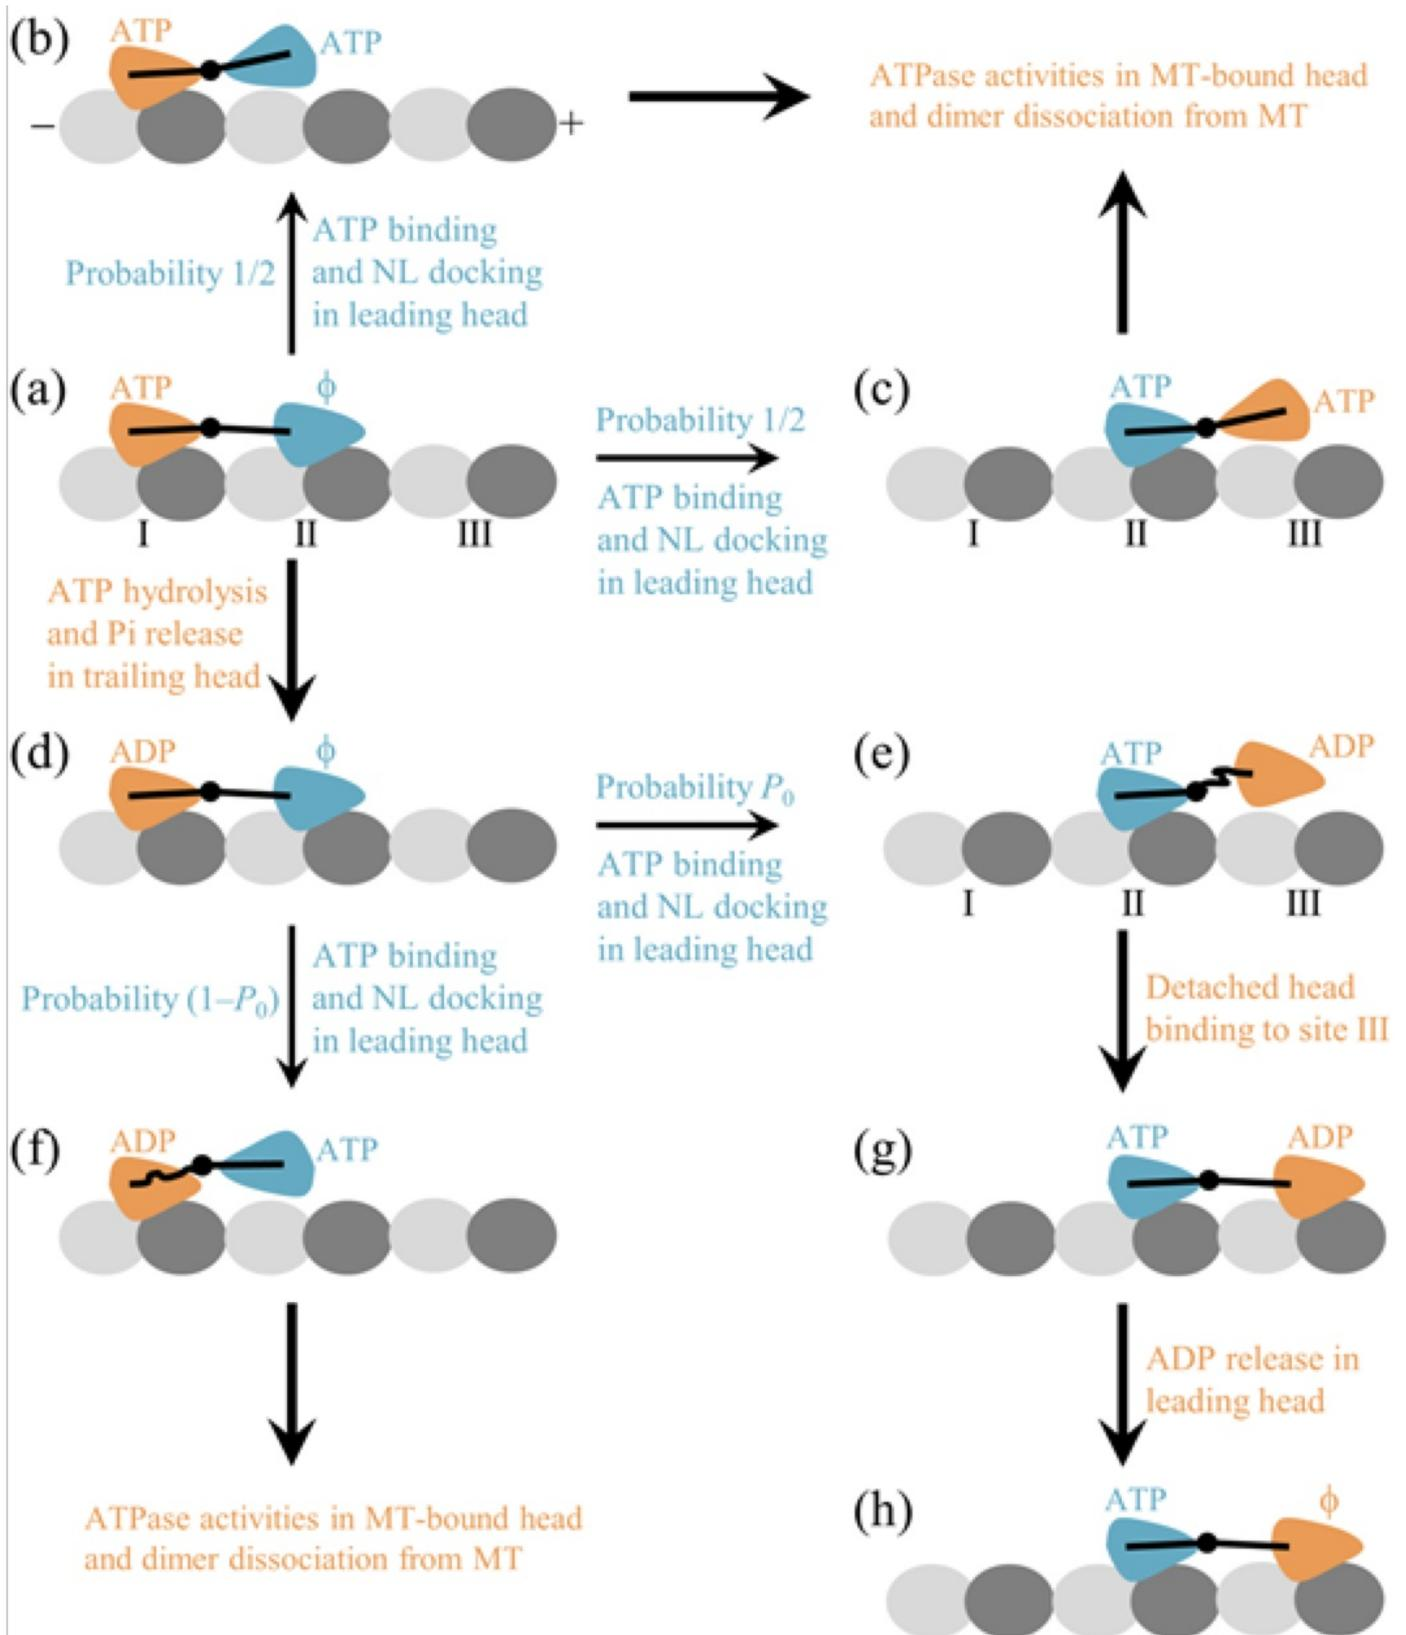 (b)
ATP
ATP
–
+
ATPase activities in MT-bound head
and dimer dissociation from MT
Probability 1/2
ATP binding
and NL docking
in leading head
(a)
ATP
ϕ
I
II
III
Probability 1/2
ATP binding
and NL docking
in leading head
(c)
ATP
ATP
I
II
III
ATP hydrolysis
and Pi release
in trailing head
(d)
ADP
ϕ
Probability P₀
ATP binding
and NL docking
in leading head
(e)
ATP
ADP
I
II
III
Probability (1–P₀)
ATP binding
and NL docking
in leading head
Detached head
binding to site III
(f)
ADP
ATP
(g)
ATP
ADP
ATPase activities in MT-bound head
and dimer dissociation from MT
ADP release in
leading head
(h)
ATP
ϕ